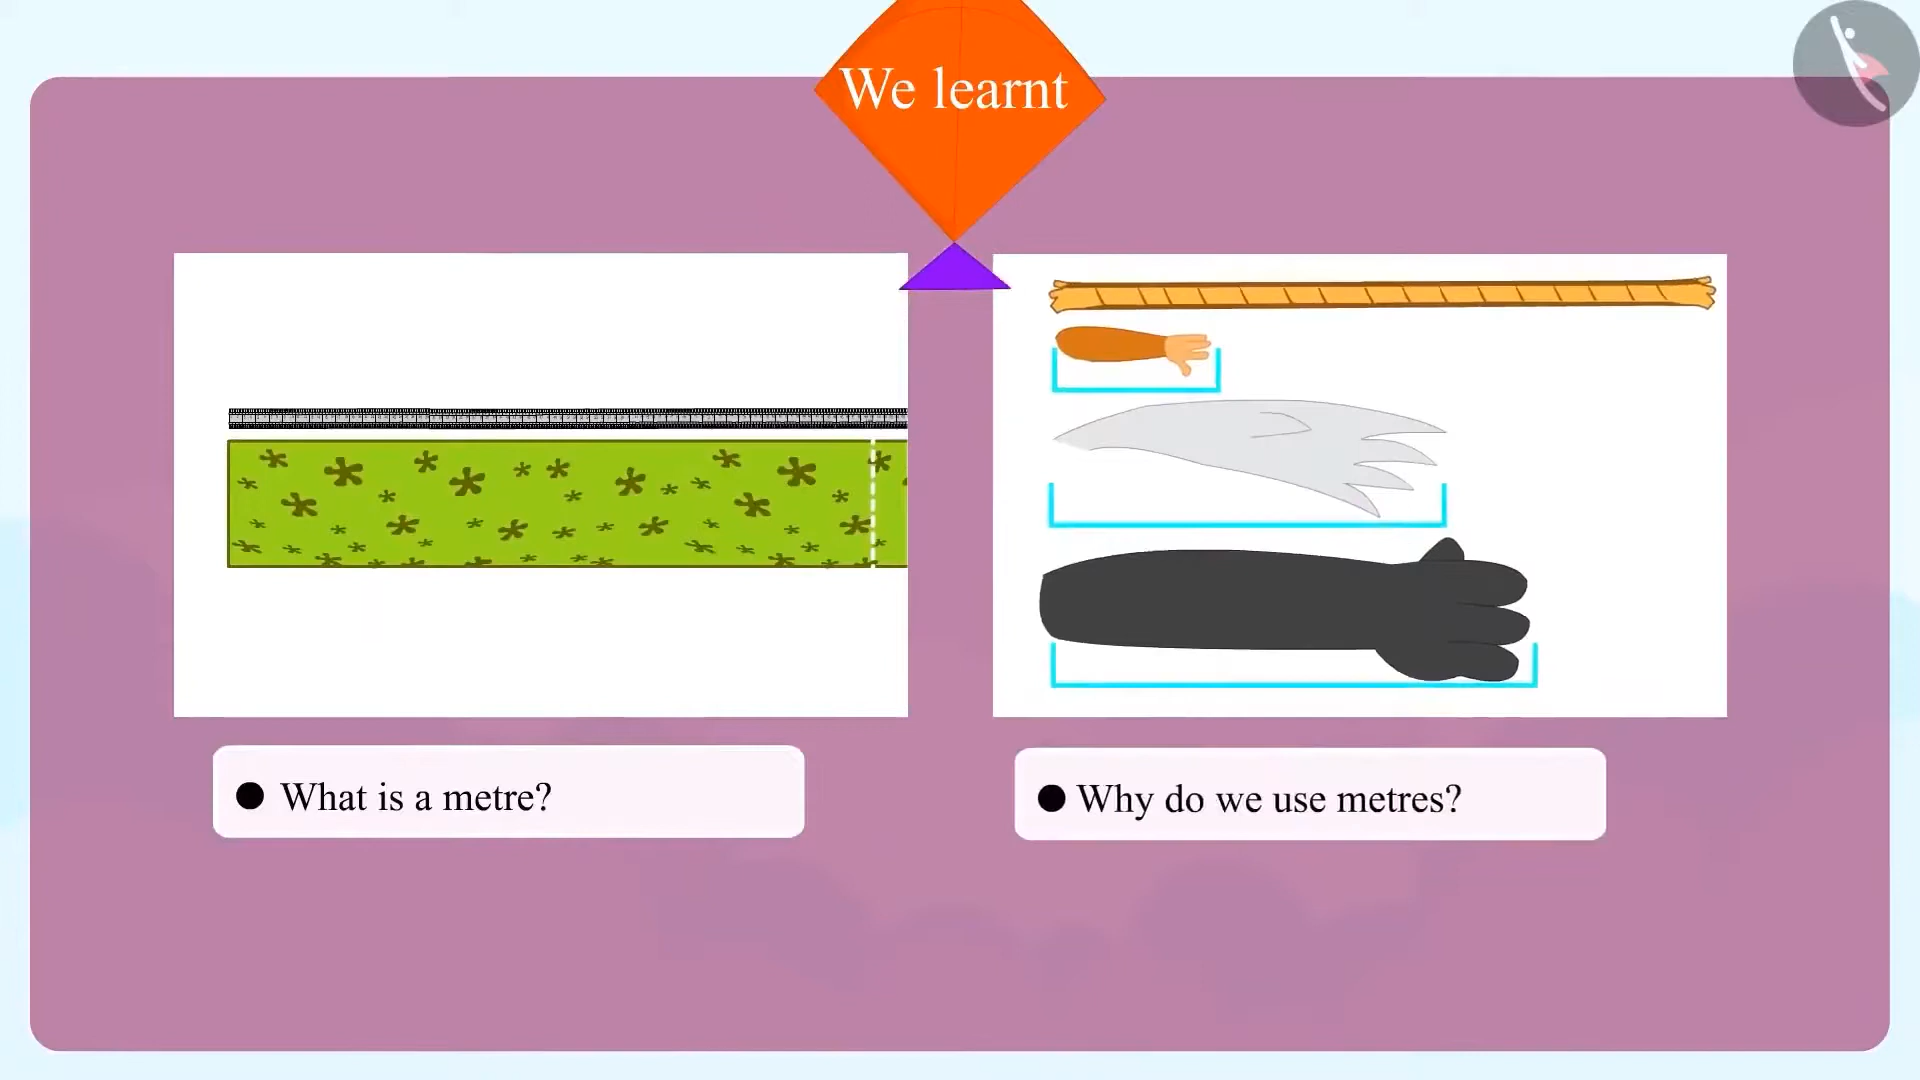 We learnt
● What is a metre?
● Why do we use metres?